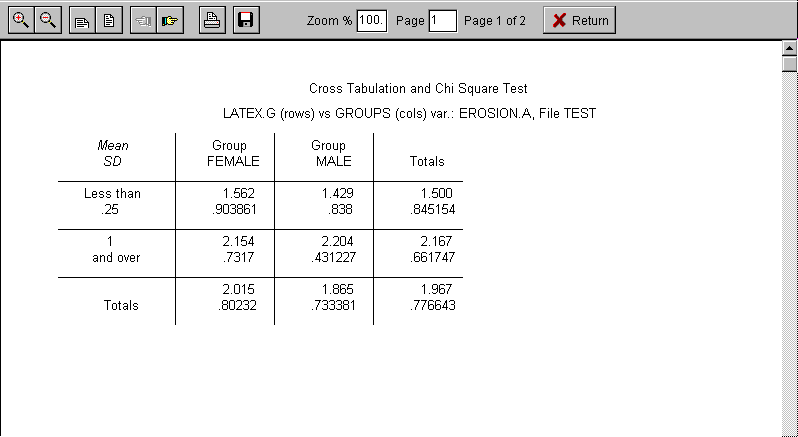 Zoom % 100. Page 1 Page 1 of 2 Return
Cross Tabulation and Chi Square Test
LATEX.G (rows) vs GROUPS (cols) var.: EROSION.A, File TEST
Mean Group Group
SD FEMALE MALE Totals
Less than 1.562 1.429 1.500
.25 .903861 .838 .845154
1 2.154 2.204 2.167
and over .7317 .431227 .661747
2.015 1.865 1.967
Totals .80232 .733381 .776643